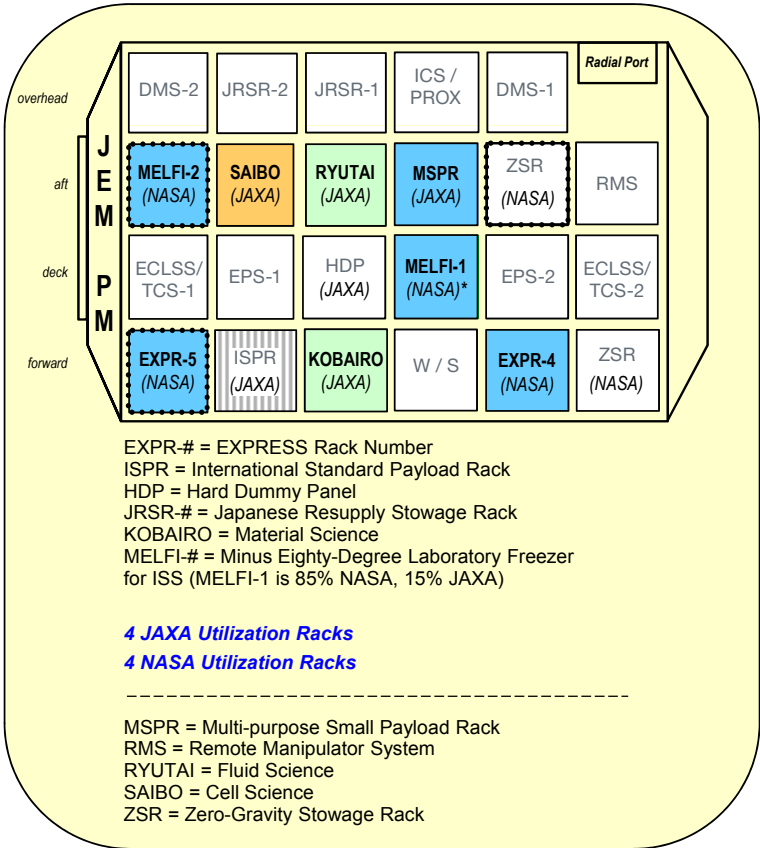 overhead
DMS-2
JRSR-2
JRSR-1
ICS /
PROX
DMS-1
Radial Port
JEM PM
aft
MELFI-2
(NASA)
SAIBO
(JAXA)
RYUTAI
(JAXA)
MSPR
(JAXA)
ZSR
(NASA)
RMS
deck
ECLSS/
TCS-1
EPS-1
HDP
(JAXA)
MELFI-1
(NASA)*
EPS-2
ECLSS/
TCS-2
forward
EXPR-5
(NASA)
ISPR
(JAXA)
KOBAIRO
(JAXA)
W / S
EXPR-4
(NASA)
ZSR
(NASA)
EXPR-# = EXPRESS Rack Number
ISPR = International Standard Payload Rack
HDP = Hard Dummy Panel
JRSR-# = Japanese Resupply Stowage Rack
KOBAIRO = Material Science
MELFI-# = Minus Eighty-Degree Laboratory Freezer
for ISS (MELFI-1 is 85% NASA, 15% JAXA)
4 JAXA Utilization Racks
4 NASA Utilization Racks
MSPR = Multi-purpose Small Payload Rack
RMS = Remote Manipulator System
RYUTAI = Fluid Science
SAIBO = Cell Science
ZSR = Zero-Gravity Stowage Rack